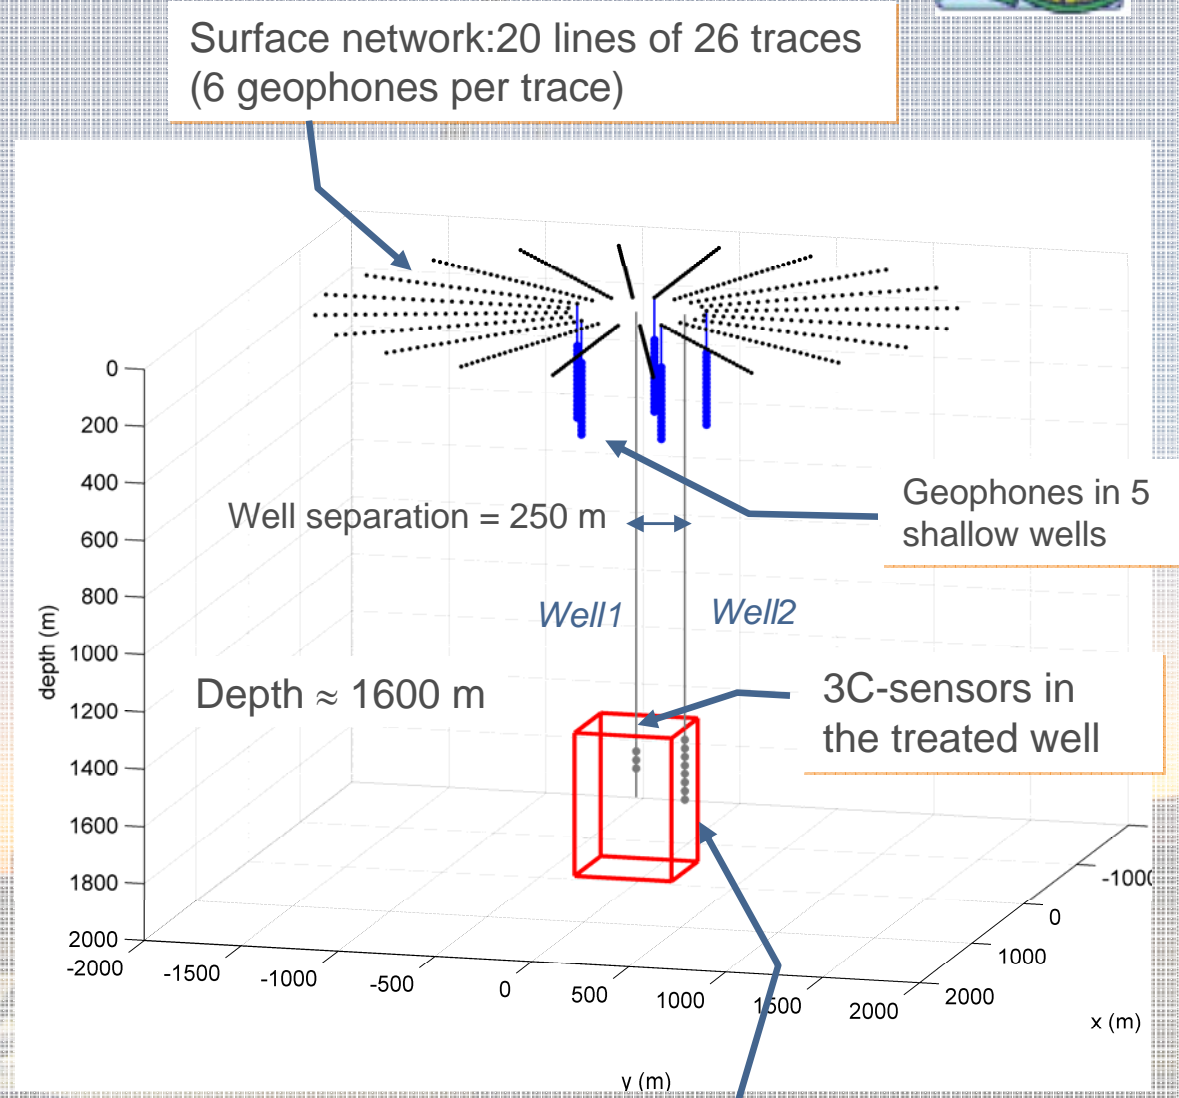 Surface network:20 lines of 26 traces
(6 geophones per trace)
0
200
400
600
800
1000
1200
1400
1600
1800
2000
depth (m)
Well separation = 250 m
Geophones in 5
shallow wells
Well1
Well2
Depth ≈ 1600 m
3C-sensors in
the treated well
-2000
-1500
-1000
-500
0
500
1000
1500
2000
y (m)
-1000
0
1000
2000
x (m)